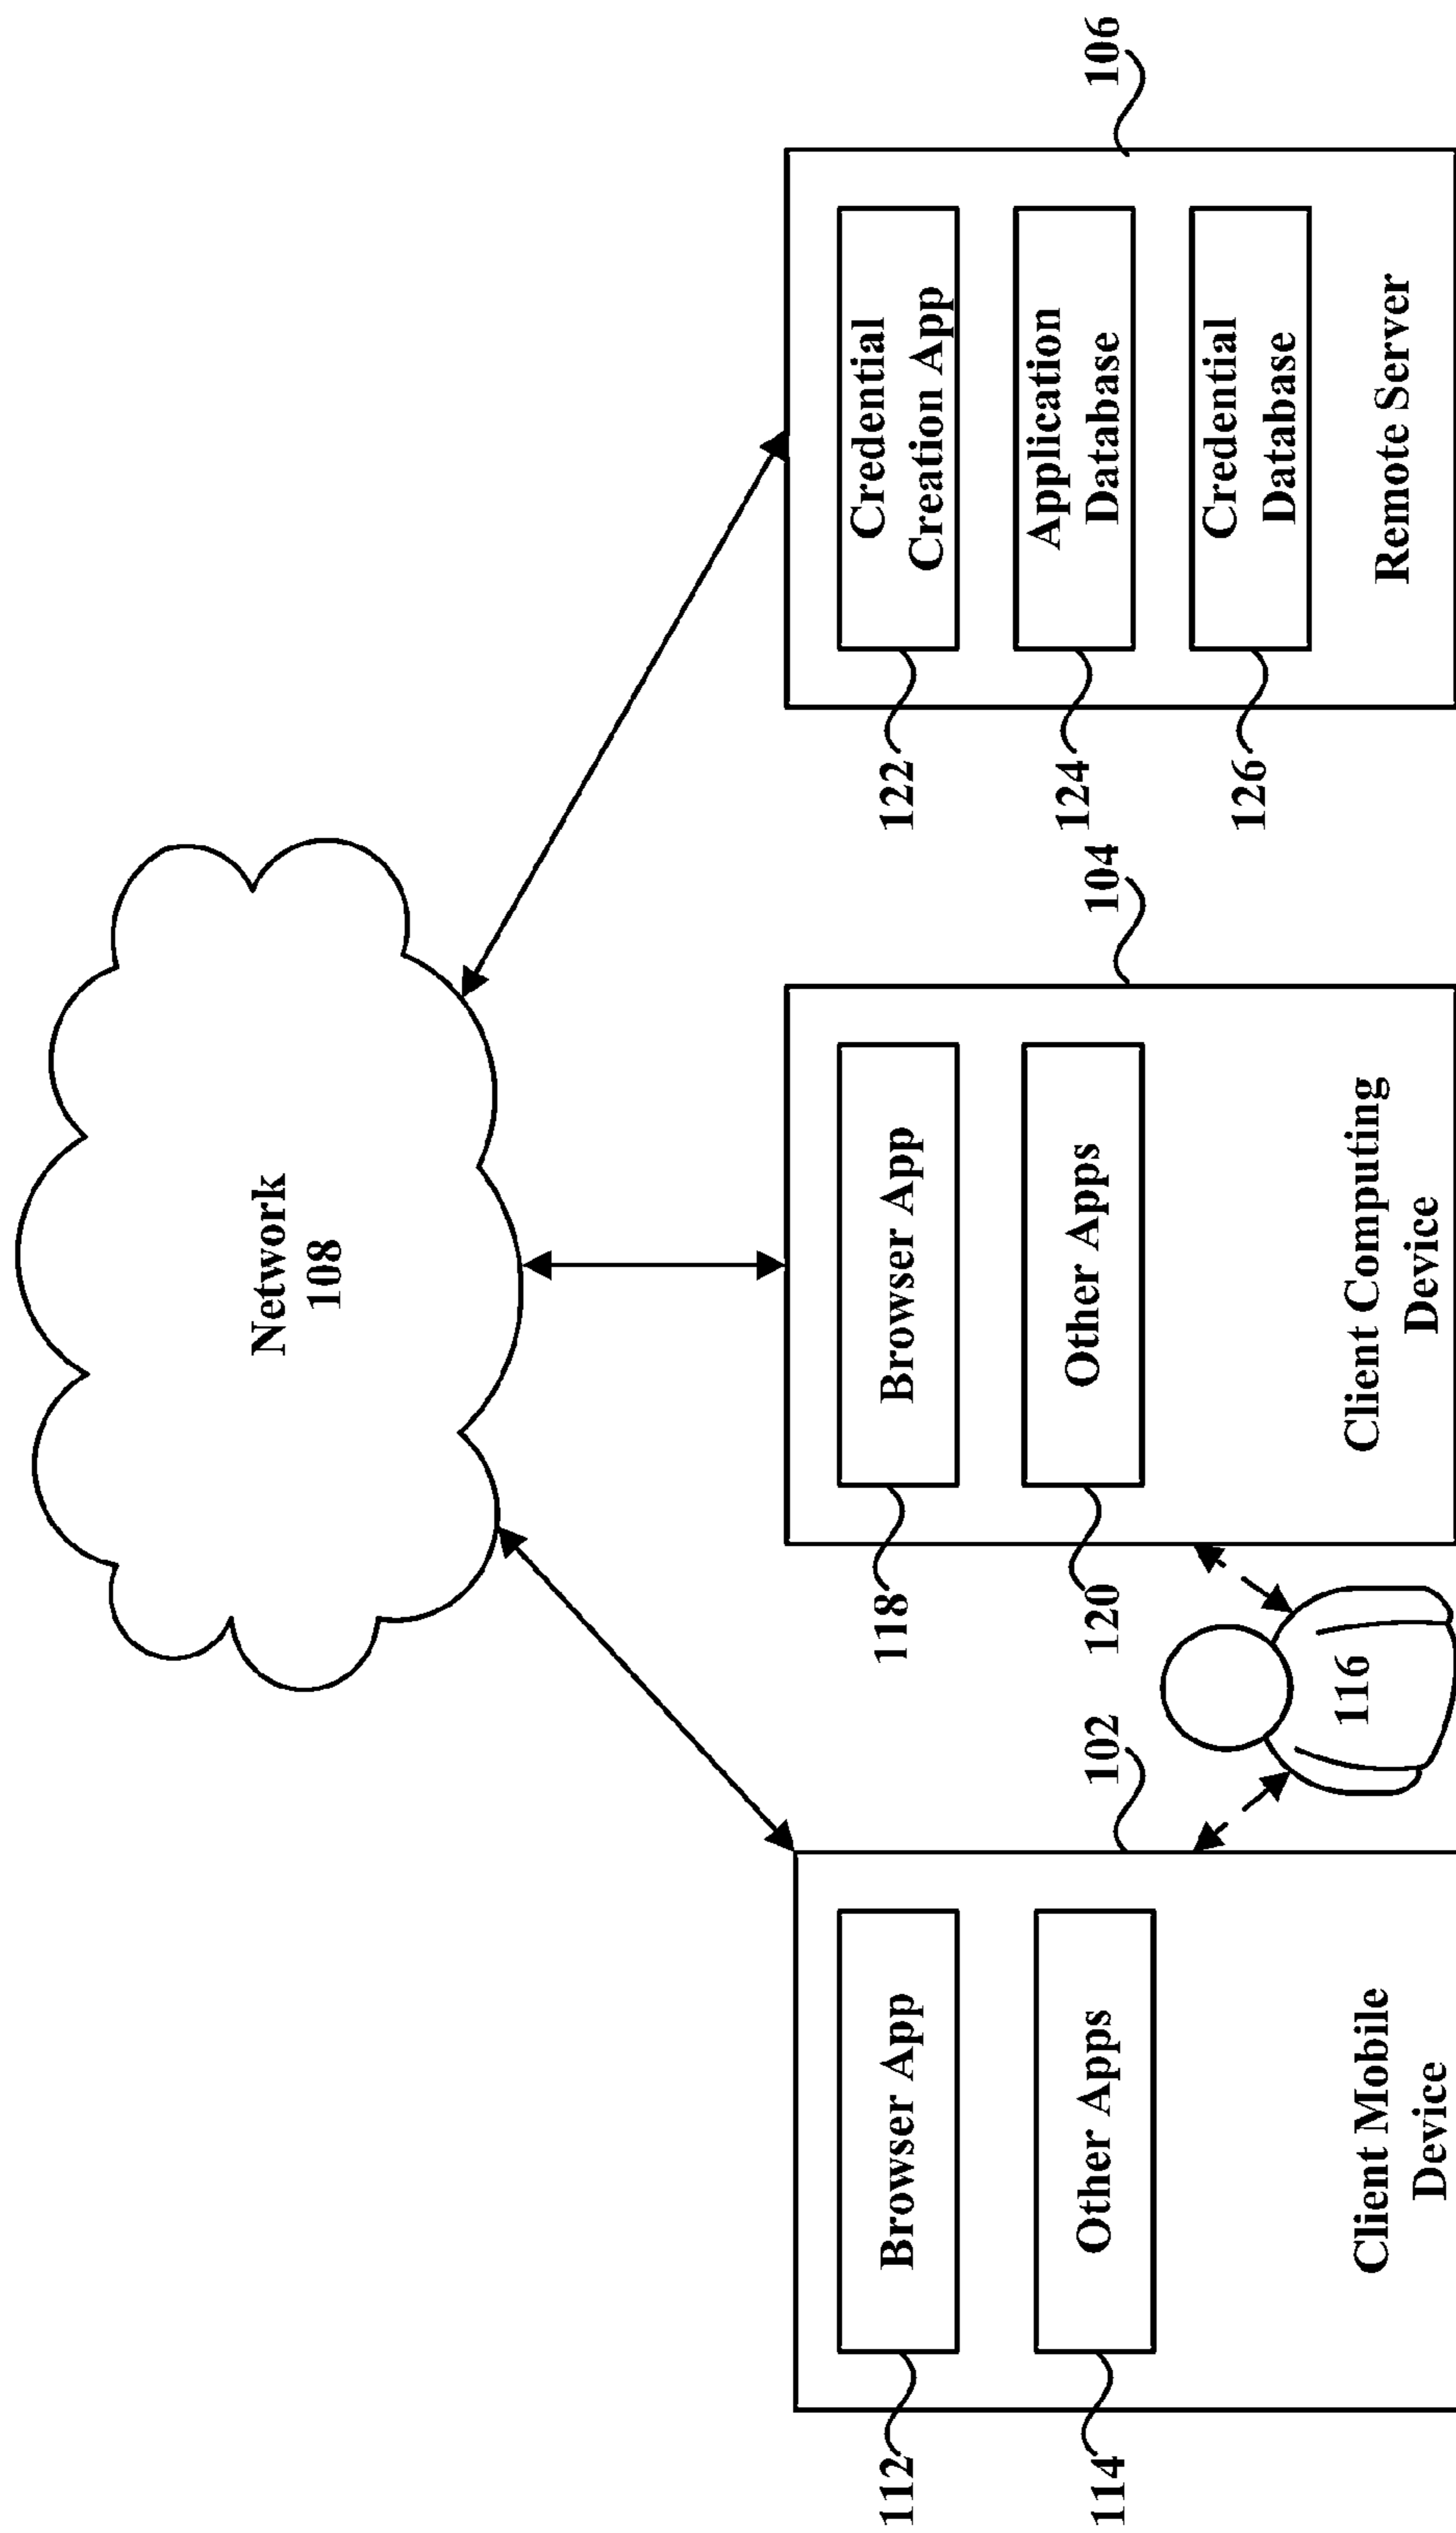 Network
108
112
Browser App
114
Other Apps
Client Mobile
Device
102
116
118
Browser App
120
Other Apps
Client Computing
Device
104
122
Credential
Creation App
124
Application
Database
126
Credential
Database
Remote Server
106